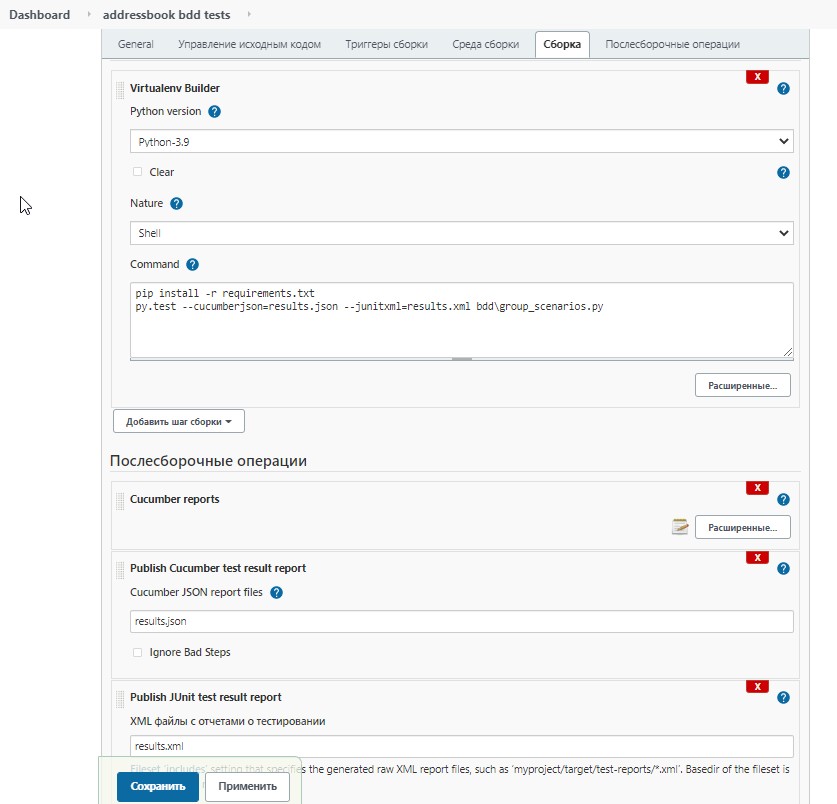 Dashboard addressbook bdd tests
General Управление исходным кодом Триггеры сборки Среда сборки Сборка Послесборочные операции
X
Virtualenv Builder ?
Python version ?
Python-3.9
Clear ?
Nature ?
Shell
Command ?
pip install -r requirements.txt
py.test --cucumberjson=results.json --junitxml=results.xml bdd\group_scenarios.py
Расширенные...
Добавить шаг сборки
Послесборочные операции
X
Cucumber reports ?
Расширенные...
X
Publish Cucumber test result report ?
Cucumber JSON report files ?
results.json
Ignore Bad Steps
X
Publish JUnit test result report ?
XML файлы с отчетами о тестировании
results.xml
Fileset 'includes' setting that specifies the generated raw XML report files, such as 'myproject/target/test-reports/*.xml'. Basedir of the fileset is
Сохранить Применить